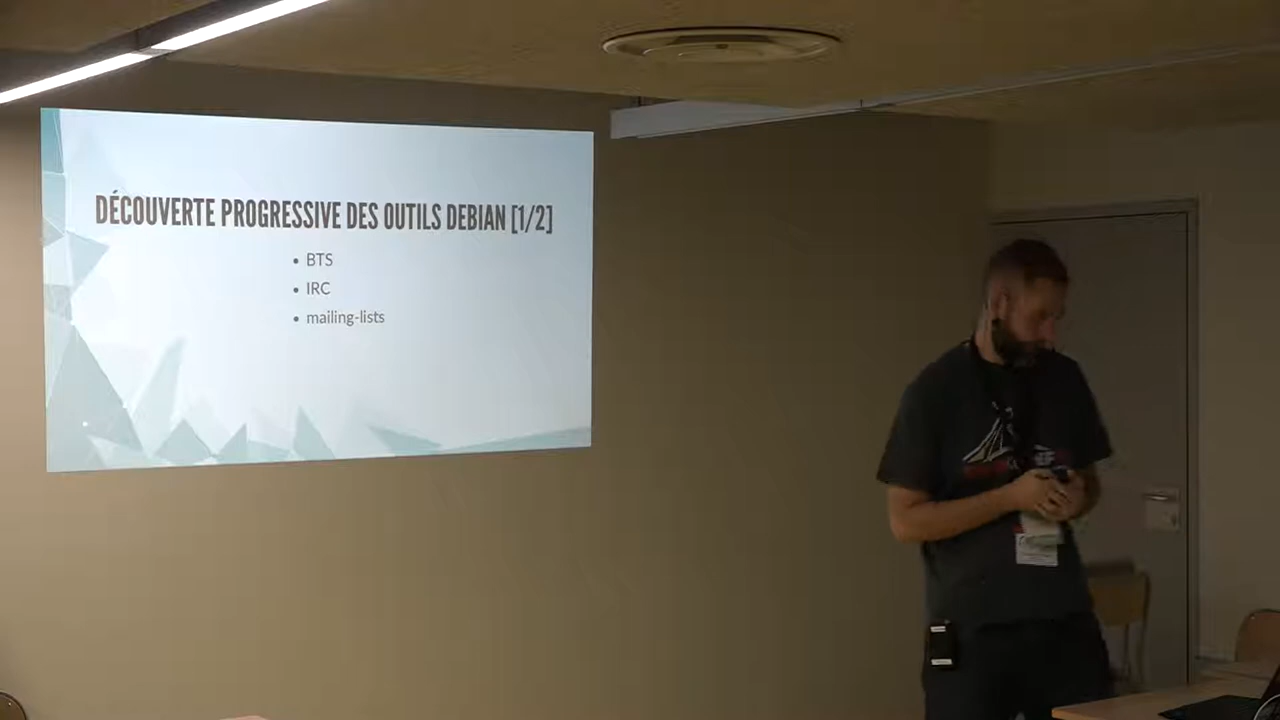 DÉCOUVERTE PROGRESSIVE DES OUTILS DEBIAN [1/2]
• BTS
• IRC
• mailing-lists